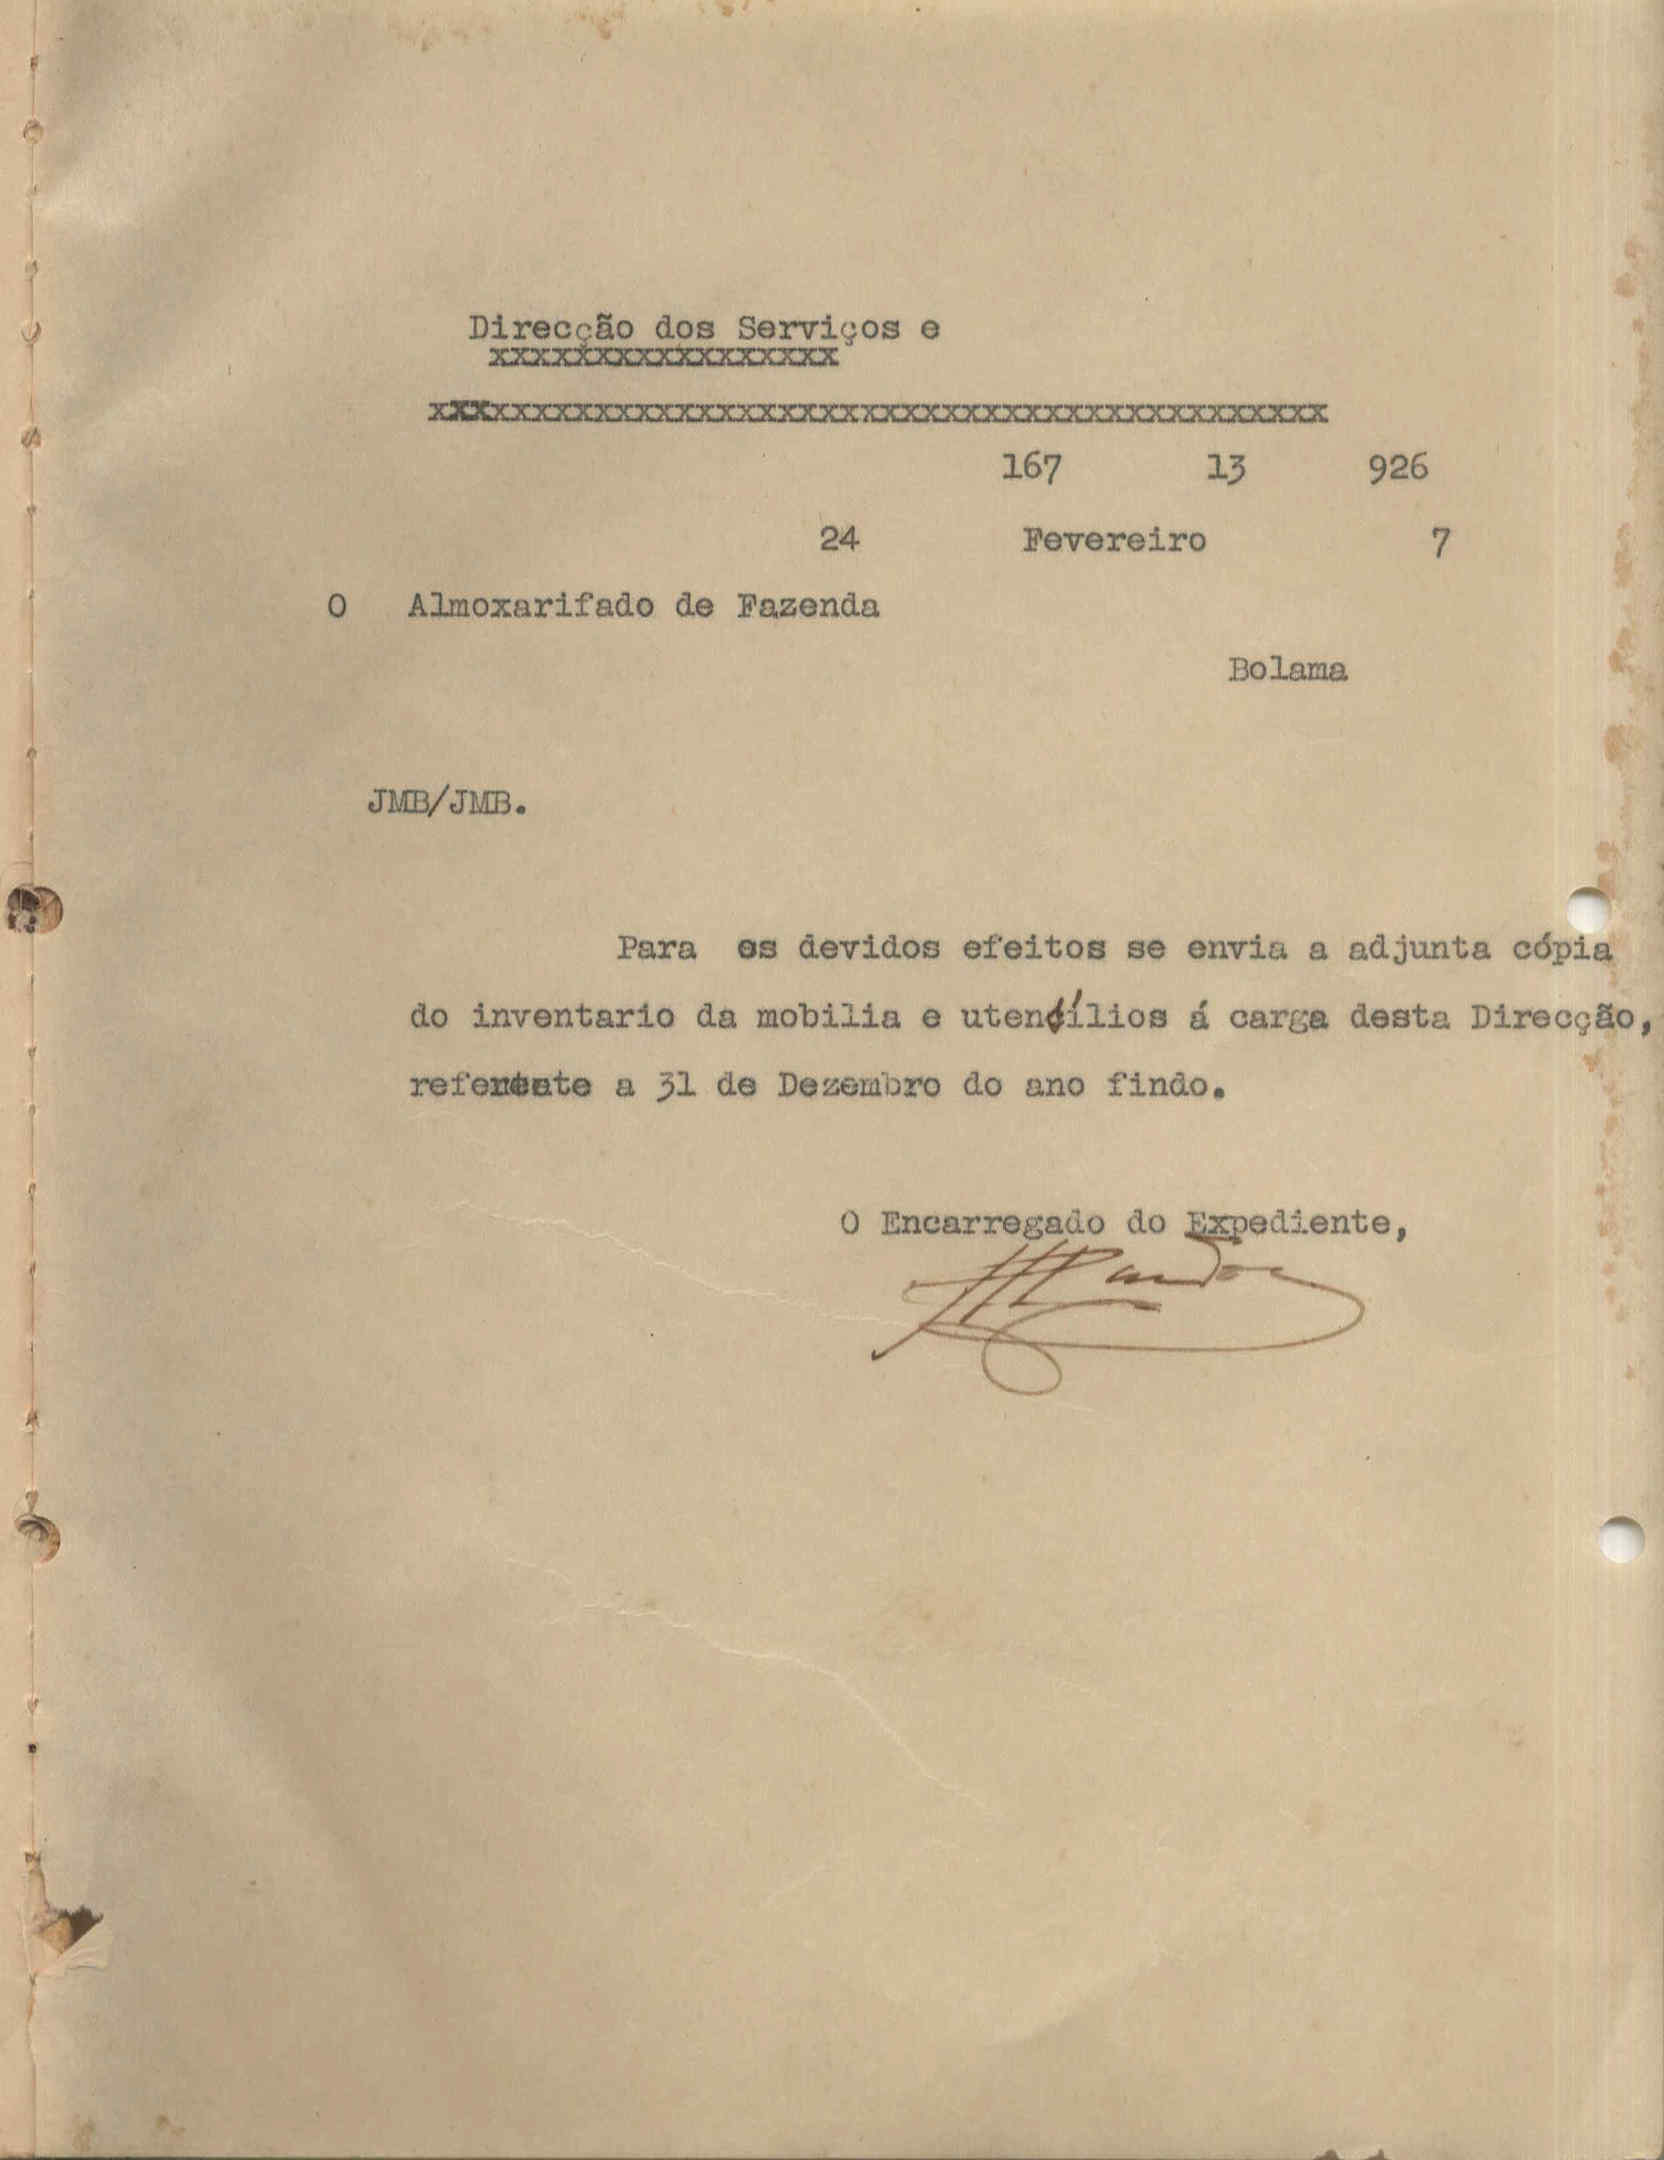 Direcção dos Serviços e
xxxxxxxxxxxxxxxxx
xxxxxxxxxxxxxxxxxxxxxxxxxxxxxxxxxxxxxxxxxxxx
167 13 926
24 Fevereiro 7
O Almoxarifado de Fazenda
Bolama
JMB/JMB.
Para os devidos efeitos se envia a adjunta cópia
do inventario da mobilia e utensílios á carga desta Direcção,
referente a 31 de Dezembro do ano findo.
O Encarregado do Expediente,